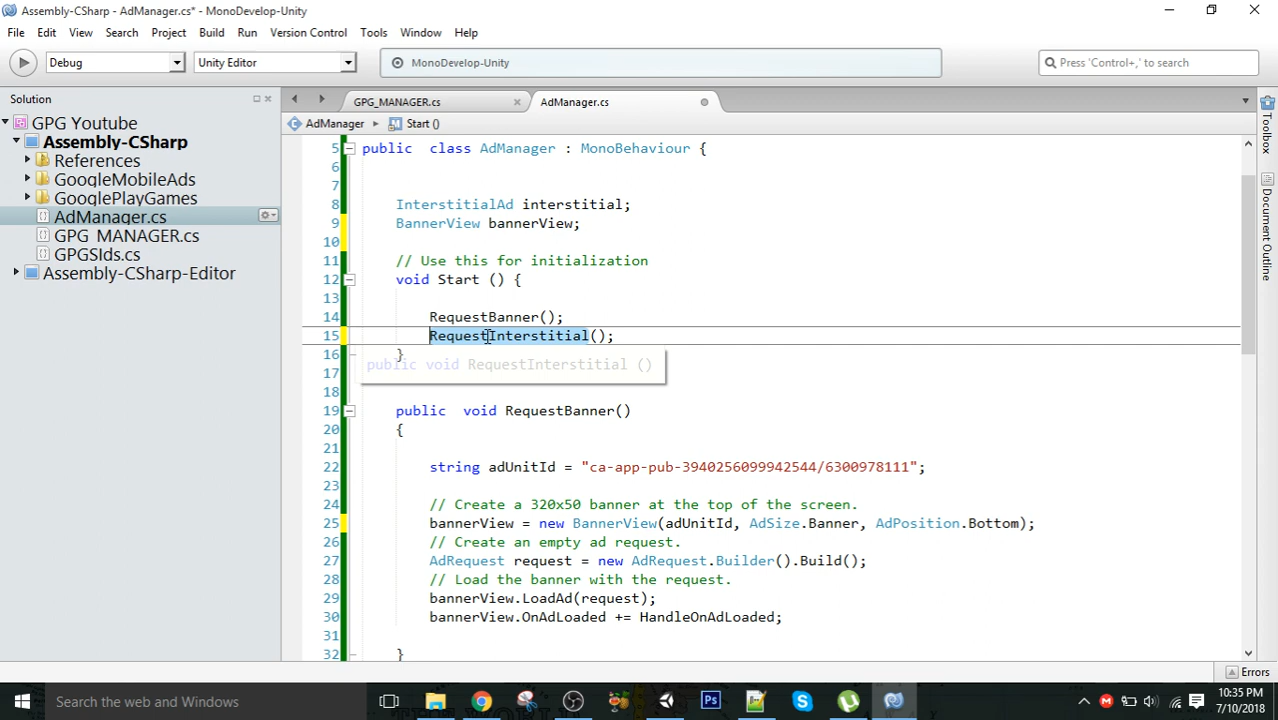 Assembly-CSharp - AdManager.cs* - MonoDevelop-Unity
File Edit View Search Project Build Run Version Control Tools Window Help
Debug Unity Editor MonoDevelop-Unity Press 'Control+,' to search
Solution
GPG Youtube
Assembly-CSharp
References
GoogleMobileAds
GooglePlayGames
AdManager.cs
GPG_MANAGER.cs
GPGSIds.cs
Assembly-CSharp-Editor
GPG_MANAGER.cs AdManager.cs
AdManager Start ()
5 public class AdManager : MonoBehaviour {
6
7
8 InterstitialAd interstitial;
9 BannerView bannerView;
10
11 // Use this for initialization
12 void Start () {
13
14 RequestBanner();
15 RequestInterstitial();
16 }
public void RequestInterstitial ()
17
18
19 public void RequestBanner()
20 {
21
22 string adUnitId = "ca-app-pub-3940256099942544/6300978111";
23
24 // Create a 320x50 banner at the top of the screen.
25 bannerView = new BannerView(adUnitId, AdSize.Banner, AdPosition.Bottom);
26 // Create an empty ad request.
27 AdRequest request = new AdRequest.Builder().Build();
28 // Load the banner with the request.
29 bannerView.LoadAd(request);
30 bannerView.OnAdLoaded += HandleOnAdLoaded;
31
32 }
Toolbox
Document Outline
Errors
Search the web and Windows
Ps
10:35 PM
7/10/2018